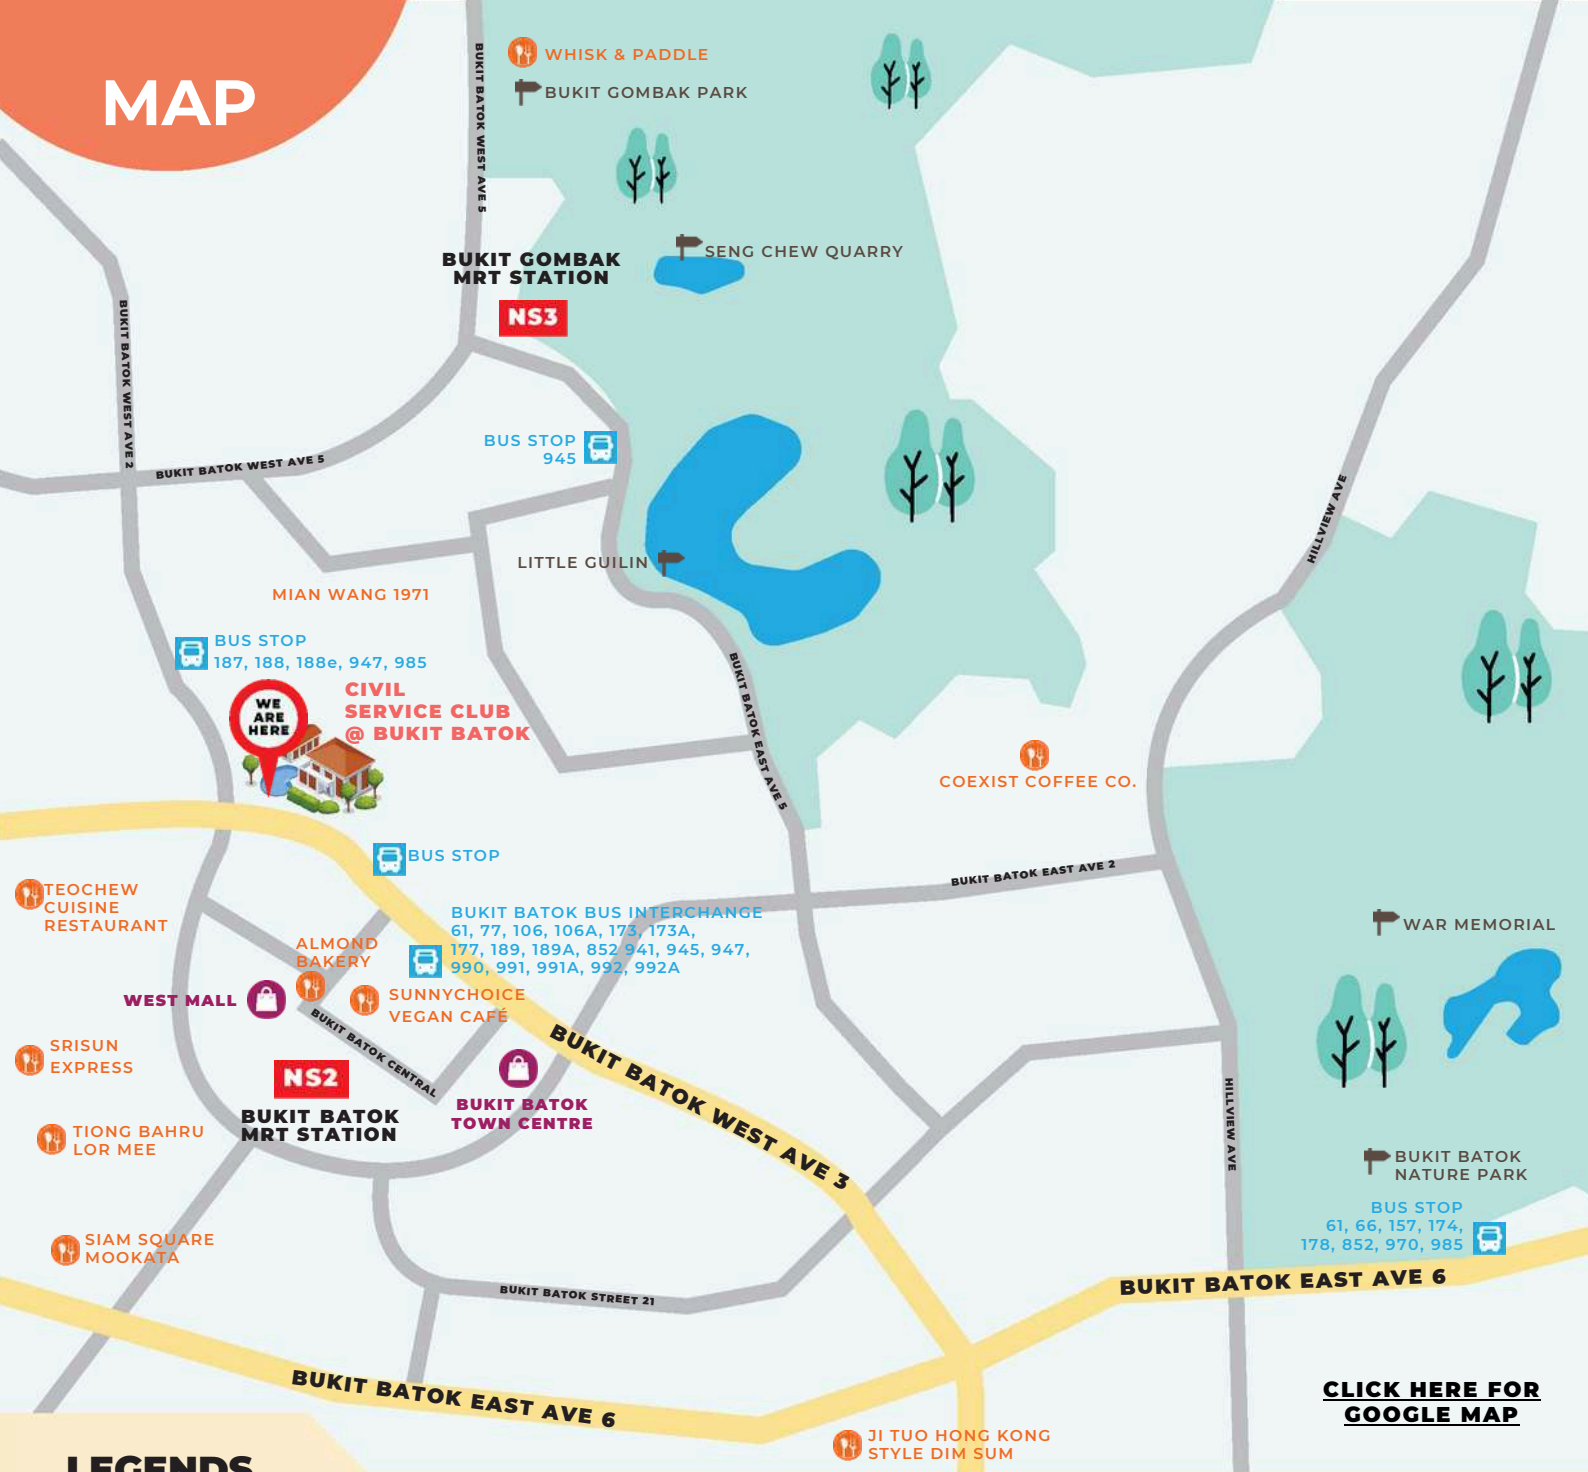 MAP
BUKIT BATOK WEST AVE 5
WHISK & PADDLE
BUKIT GOMBAK PARK
SENG CHEW QUARRY
BUKIT GOMBAK
MRT STATION
NS3
BUKIT BATOK WEST AVE 2
BUKIT BATOK WEST AVE 5
BUS STOP
945
HILLVIEW AVE
LITTLE GUILIN
MIAN WANG 1971
BUS STOP
187, 188, 188e, 947, 985
WE
ARE
HERE
CIVIL
SERVICE CLUB
@ BUKIT BATOK
BUKIT BATOK EAST AVE 5
COEXIST COFFEE CO.
BUS STOP
BUKIT BATOK EAST AVE 2
TEOCHEW
CUISINE
RESTAURANT
BUKIT BATOK BUS INTERCHANGE
61, 77, 106, 106A, 173, 173A,
177, 189, 189A, 852 941, 945, 947,
990, 991, 991A, 992, 992A
WAR MEMORIAL
ALMOND
BAKERY
WEST MALL
SUNNYCHOICE
VEGAN CAFÉ
BUKIT BATOK CENTRAL
SRISUN
EXPRESS
NS2
BUKIT BATOK
MRT STATION
BUKIT BATOK
TOWN CENTRE
BUKIT BATOK WEST AVE 3
HILLVIEW AVE
TIONG BAHRU
LOR MEE
BUKIT BATOK
NATURE PARK
BUS STOP
61, 66, 157, 174,
178, 852, 970, 985
SIAM SQUARE
MOOKATA
BUKIT BATOK STREET 21
BUKIT BATOK EAST AVE 6
BUKIT BATOK EAST AVE 6
CLICK HERE FOR
GOOGLE MAP
JI TUO HONG KONG
STYLE DIM SUM
LEGENDS